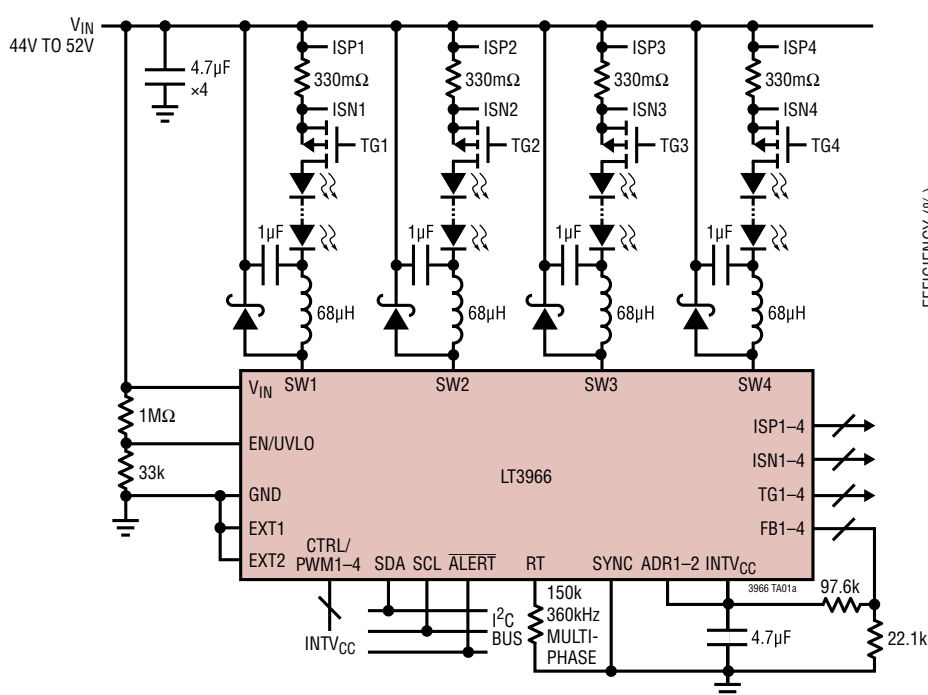 VIN
44V TO 52V
4.7µF
×4
ISP1
330mΩ
ISN1
TG1
1µF
68µH
ISP2
330mΩ
ISN2
TG2
1µF
68µH
ISP3
330mΩ
ISN3
TG3
1µF
68µH
ISP4
330mΩ
ISN4
TG4
1µF
68µH
EFFICIENCY (%)
VIN
SW1
SW2
SW3
SW4
1MΩ
EN/UVLO
33k
GND
EXT1
EXT2
LT3966
ISP1–4
ISN1–4
TG1–4
FB1–4
CTRL/
PWM1–4
SDA
SCL
ALERT
RT
SYNC
ADR1–2
INTVCC
3966 TA01a
INTVCC
I2C
BUS
150k
360kHz
MULTI-
PHASE
4.7µF
97.6k
22.1k